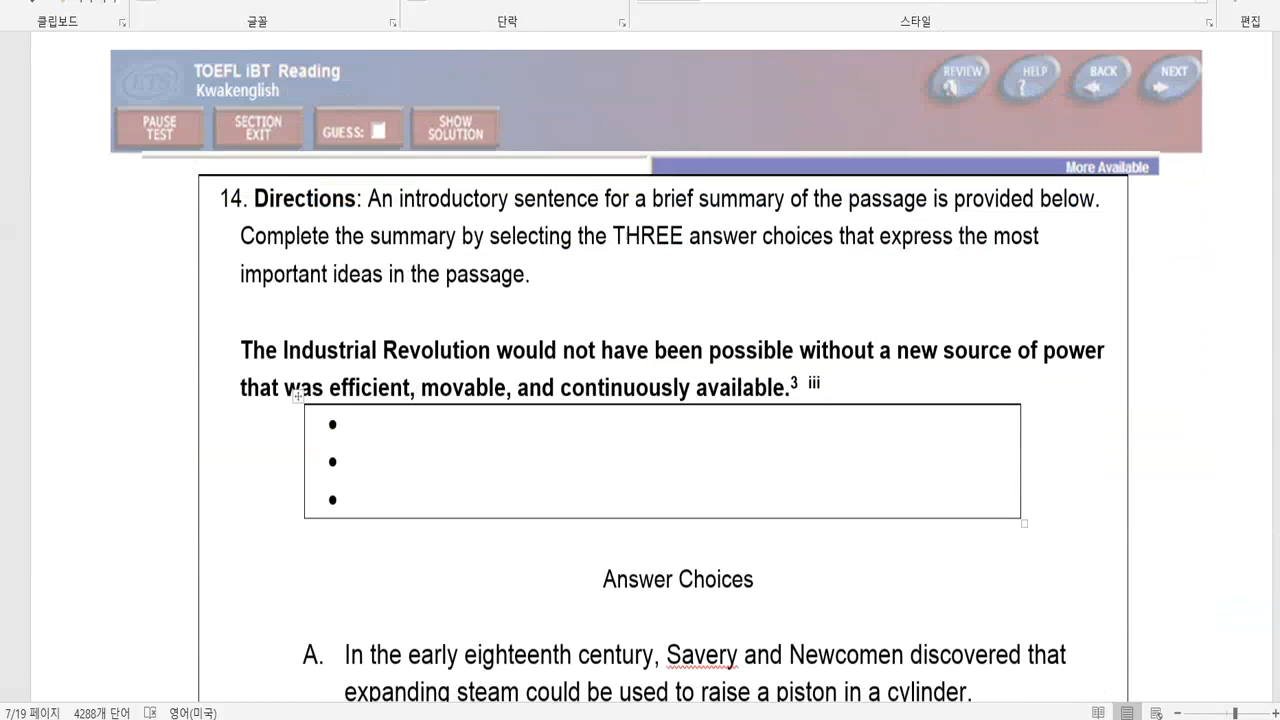 클립보드
글꼴
단락
스타일
편집
TOEFL iBT Reading
Kwakenglish
REVIEW
HELP
?
BACK
NEXT
PAUSE
TEST
SECTION
EXIT
GUESS:
SHOW
SOLUTION
More Available
14. Directions: An introductory sentence for a brief summary of the passage is provided below.
Complete the summary by selecting the THREE answer choices that express the most
important ideas in the passage.
The Industrial Revolution would not have been possible without a new source of power
that was efficient, movable, and continuously available.3 iii
•
•
•
Answer Choices
A. In the early eighteenth century, Savery and Newcomen discovered that
expanding steam could be used to raise a piston in a cylinder.
7/19 페이지 4288개 단어 영어(미국)